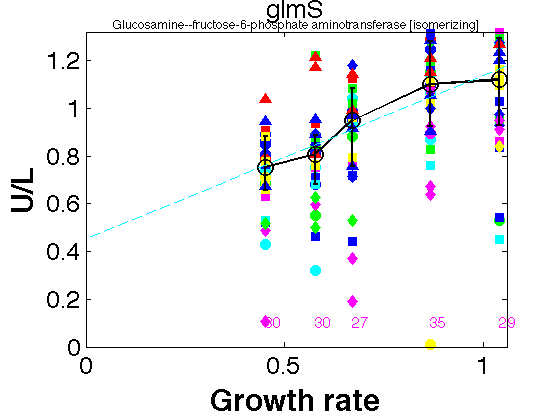 glmS
Glucosamine--fructose-6-phosphate aminotransferase [isomerizing]
U/L
1.2
1
0.8
0.6
0.4
0.2
0
30 30 27 35 29
0 0.5 1
Growth rate